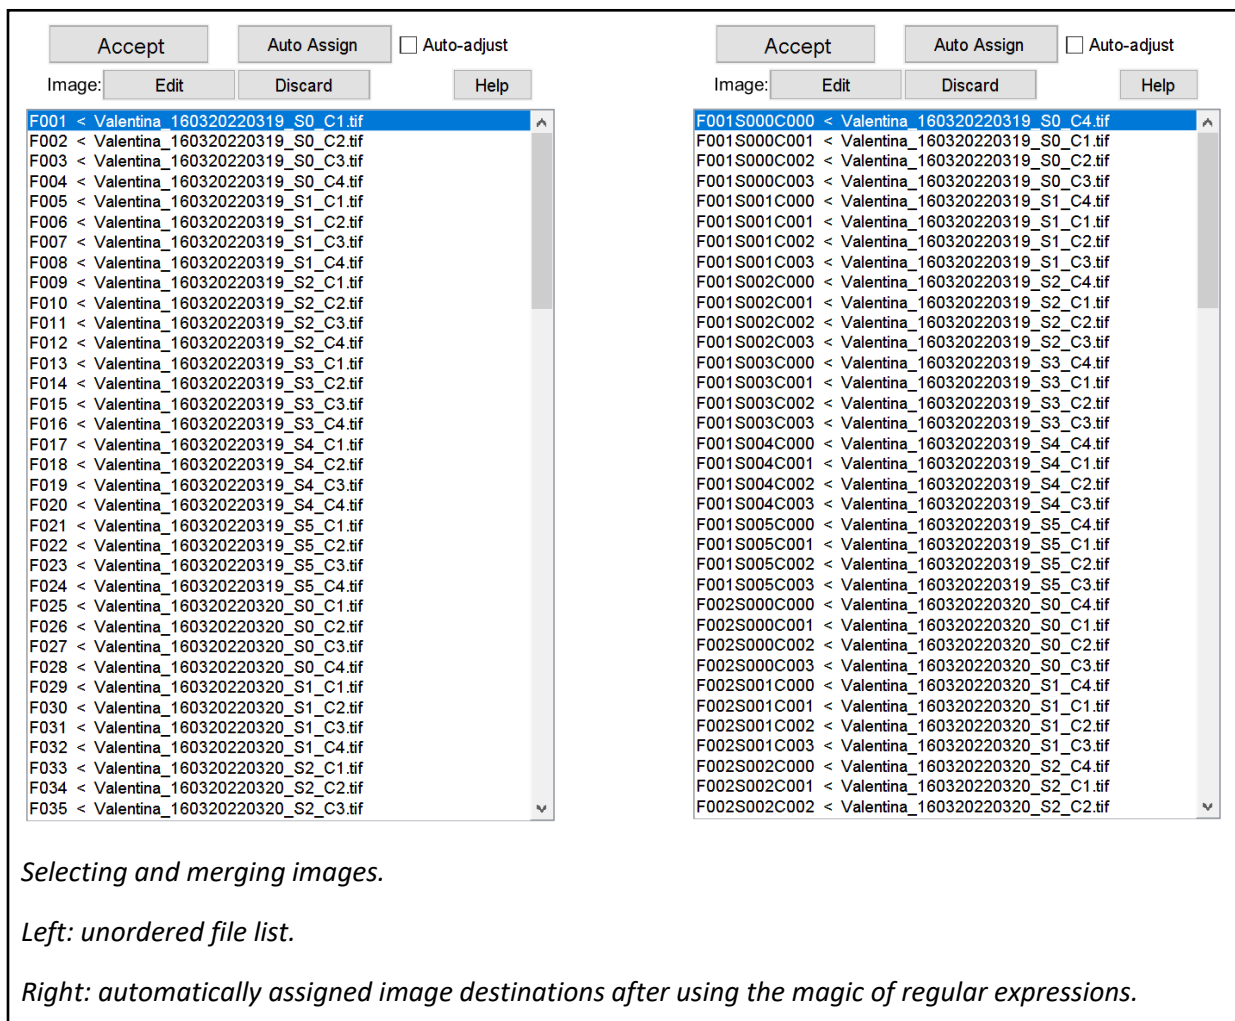 Accept Auto Assign Auto-adjust
Image: Edit Discard Help
F001 < Valentina_160320220319_S0_C1.tif
F002 < Valentina_160320220319_S0_C2.tif
F003 < Valentina_160320220319_S0_C3.tif
F004 < Valentina_160320220319_S0_C4.tif
F005 < Valentina_160320220319_S1_C1.tif
F006 < Valentina_160320220319_S1_C2.tif
F007 < Valentina_160320220319_S1_C3.tif
F008 < Valentina_160320220319_S1_C4.tif
F009 < Valentina_160320220319_S2_C1.tif
F010 < Valentina_160320220319_S2_C2.tif
F011 < Valentina_160320220319_S2_C3.tif
F012 < Valentina_160320220319_S2_C4.tif
F013 < Valentina_160320220319_S3_C1.tif
F014 < Valentina_160320220319_S3_C2.tif
F015 < Valentina_160320220319_S3_C3.tif
F016 < Valentina_160320220319_S3_C4.tif
F017 < Valentina_160320220319_S4_C1.tif
F018 < Valentina_160320220319_S4_C2.tif
F019 < Valentina_160320220319_S4_C3.tif
F020 < Valentina_160320220319_S4_C4.tif
F021 < Valentina_160320220319_S5_C1.tif
F022 < Valentina_160320220319_S5_C2.tif
F023 < Valentina_160320220319_S5_C3.tif
F024 < Valentina_160320220319_S5_C4.tif
F025 < Valentina_160320220320_S0_C1.tif
F026 < Valentina_160320220320_S0_C2.tif
F027 < Valentina_160320220320_S0_C3.tif
F028 < Valentina_160320220320_S0_C4.tif
F029 < Valentina_160320220320_S1_C1.tif
F030 < Valentina_160320220320_S1_C2.tif
F031 < Valentina_160320220320_S1_C3.tif
F032 < Valentina_160320220320_S1_C4.tif
F033 < Valentina_160320220320_S2_C1.tif
F034 < Valentina_160320220320_S2_C2.tif
F035 < Valentina_160320220320_S2_C3.tif
Accept Auto Assign Auto-adjust
Image: Edit Discard Help
F001S000C000 < Valentina_160320220319_S0_C4.tif
F001S000C001 < Valentina_160320220319_S0_C1.tif
F001S000C002 < Valentina_160320220319_S0_C2.tif
F001S000C003 < Valentina_160320220319_S0_C3.tif
F001S001C000 < Valentina_160320220319_S1_C4.tif
F001S001C001 < Valentina_160320220319_S1_C1.tif
F001S001C002 < Valentina_160320220319_S1_C2.tif
F001S001C003 < Valentina_160320220319_S1_C3.tif
F001S002C000 < Valentina_160320220319_S2_C4.tif
F001S002C001 < Valentina_160320220319_S2_C1.tif
F001S002C002 < Valentina_160320220319_S2_C2.tif
F001S002C003 < Valentina_160320220319_S2_C3.tif
F001S003C000 < Valentina_160320220319_S3_C4.tif
F001S003C001 < Valentina_160320220319_S3_C1.tif
F001S003C002 < Valentina_160320220319_S3_C2.tif
F001S003C003 < Valentina_160320220319_S3_C3.tif
F001S004C000 < Valentina_160320220319_S4_C4.tif
F001S004C001 < Valentina_160320220319_S4_C1.tif
F001S004C002 < Valentina_160320220319_S4_C2.tif
F001S004C003 < Valentina_160320220319_S4_C3.tif
F001S005C000 < Valentina_160320220319_S5_C4.tif
F001S005C001 < Valentina_160320220319_S5_C1.tif
F001S005C002 < Valentina_160320220319_S5_C2.tif
F001S005C003 < Valentina_160320220319_S5_C3.tif
F002S000C000 < Valentina_160320220320_S0_C4.tif
F002S000C001 < Valentina_160320220320_S0_C1.tif
F002S000C002 < Valentina_160320220320_S0_C2.tif
F002S000C003 < Valentina_160320220320_S0_C3.tif
F002S001C000 < Valentina_160320220320_S1_C4.tif
F002S001C001 < Valentina_160320220320_S1_C1.tif
F002S001C002 < Valentina_160320220320_S1_C2.tif
F002S001C003 < Valentina_160320220320_S1_C3.tif
F002S002C000 < Valentina_160320220320_S2_C4.tif
F002S002C001 < Valentina_160320220320_S2_C1.tif
F002S002C002 < Valentina_160320220320_S2_C2.tif
Selecting and merging images.
Left: unordered file list.
Right: automatically assigned image destinations after using the magic of regular expressions.